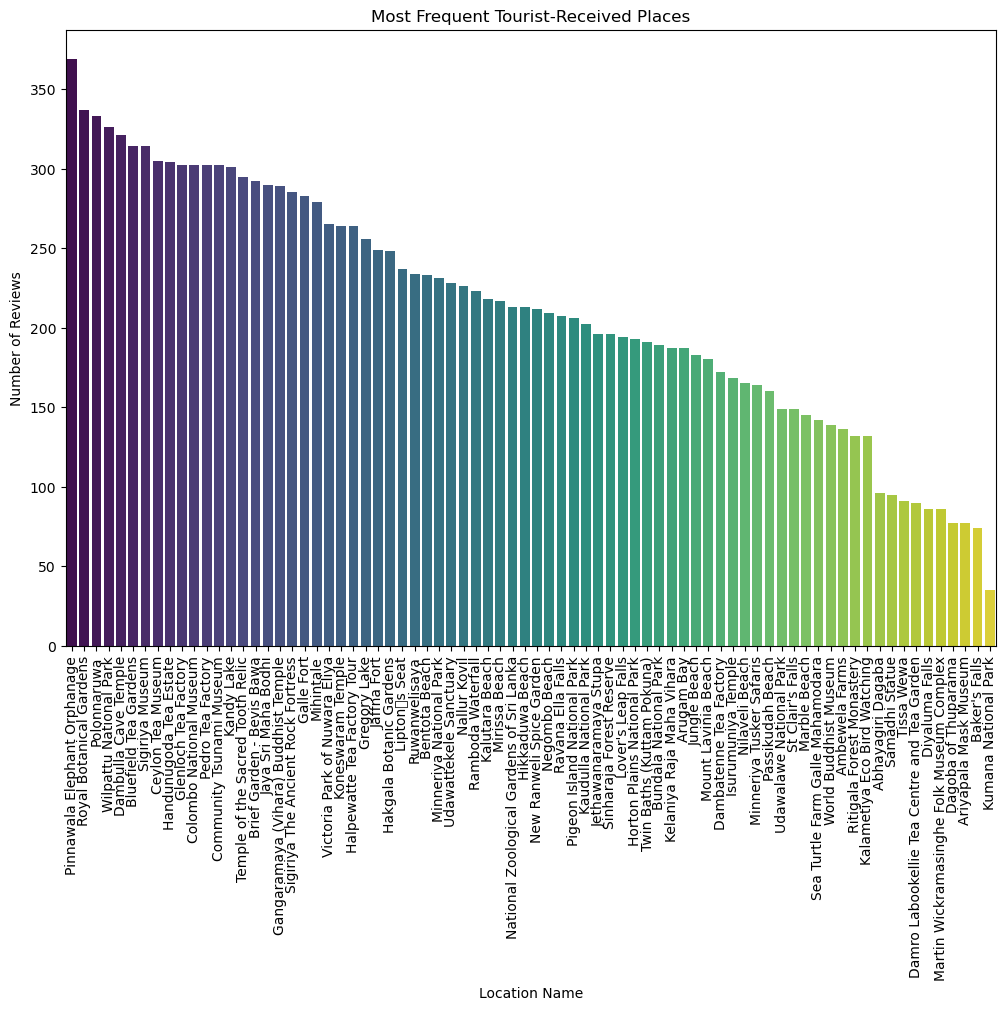 Most Frequent Tourist-Received Places
Number of Reviews
350
300
250
200
150
100
50
0
Pinnawala Elephant Orphanage
Royal Botanical Gardens
Polonnaruwa
Wilpattu National Park
Dambulla Cave Temple
Bluefield Tea Gardens
Sigiriya Museum
Ceylon Tea Museum
Handungoda Tea Estate
Glenloch Tea Factory
Colombo National Museum
Pedro Tea Factory
Community Tsunami Museum
Kandy Lake
Temple of the Sacred Tooth Relic
Brief Garden - Bevis Bawa
Jaya Sri Maha Bodhi
Gangaramaya (Vihara) Buddhist Temple
Sigiriya The Ancient Rock Fortress
Galle Fort
Mihintale
Victoria Park of Nuwara Eliya
Koneswaram Temple
Halpewatte Tea Factory Tour
Gregory Lake
Jaffna Fort
Hakgala Botanic Gardens
Lipton▯s Seat
Ruwanwelisaya
Bentota Beach
Minneriya National Park
Udawattekele Sanctuary
Nallur Kovil
Ramboda Waterfall
Kalutara Beach
Mirissa Beach
National Zoological Gardens of Sri Lanka
Hikkaduwa Beach
New Ranweli Spice Garden
Negombo Beach
Ravana Ella Falls
Pigeon Island National Park
Kaudulla National Park
Jethawanaramaya Stupa
Sinharaja Forest Reserve
Lover's Leap Falls
Horton Plains National Park
Twin Baths (Kuttam Pokuna)
Bundala National Park
Kelaniya Raja Maha Vihara
Arugam Bay
Jungle Beach
Mount Lavinia Beach
Dambatenne Tea Factory
Isurumuniya Temple
Nilaveli Beach
Minneriya Tusker Safaris
Passikudah Beach
Udawalawe National Park
St Clair's Falls
Marble Beach
Sea Turtle Farm Galle Mahamodara
World Buddhist Museum
Ambewela Farms
Ritigala Forest Monastery
Kalametiya Eco Bird Watching
Abhayagiri Dagaba
Samadhi Statue
Tissa Wewa
Damro Labookellie Tea Centre and Tea Garden
Diyaluma Falls
Martin Wickramasinghe Folk Museum Complex
Dagoba of Thuparama
Ariyapala Mask Museum
Baker's Falls
Kumana National Park
Location Name